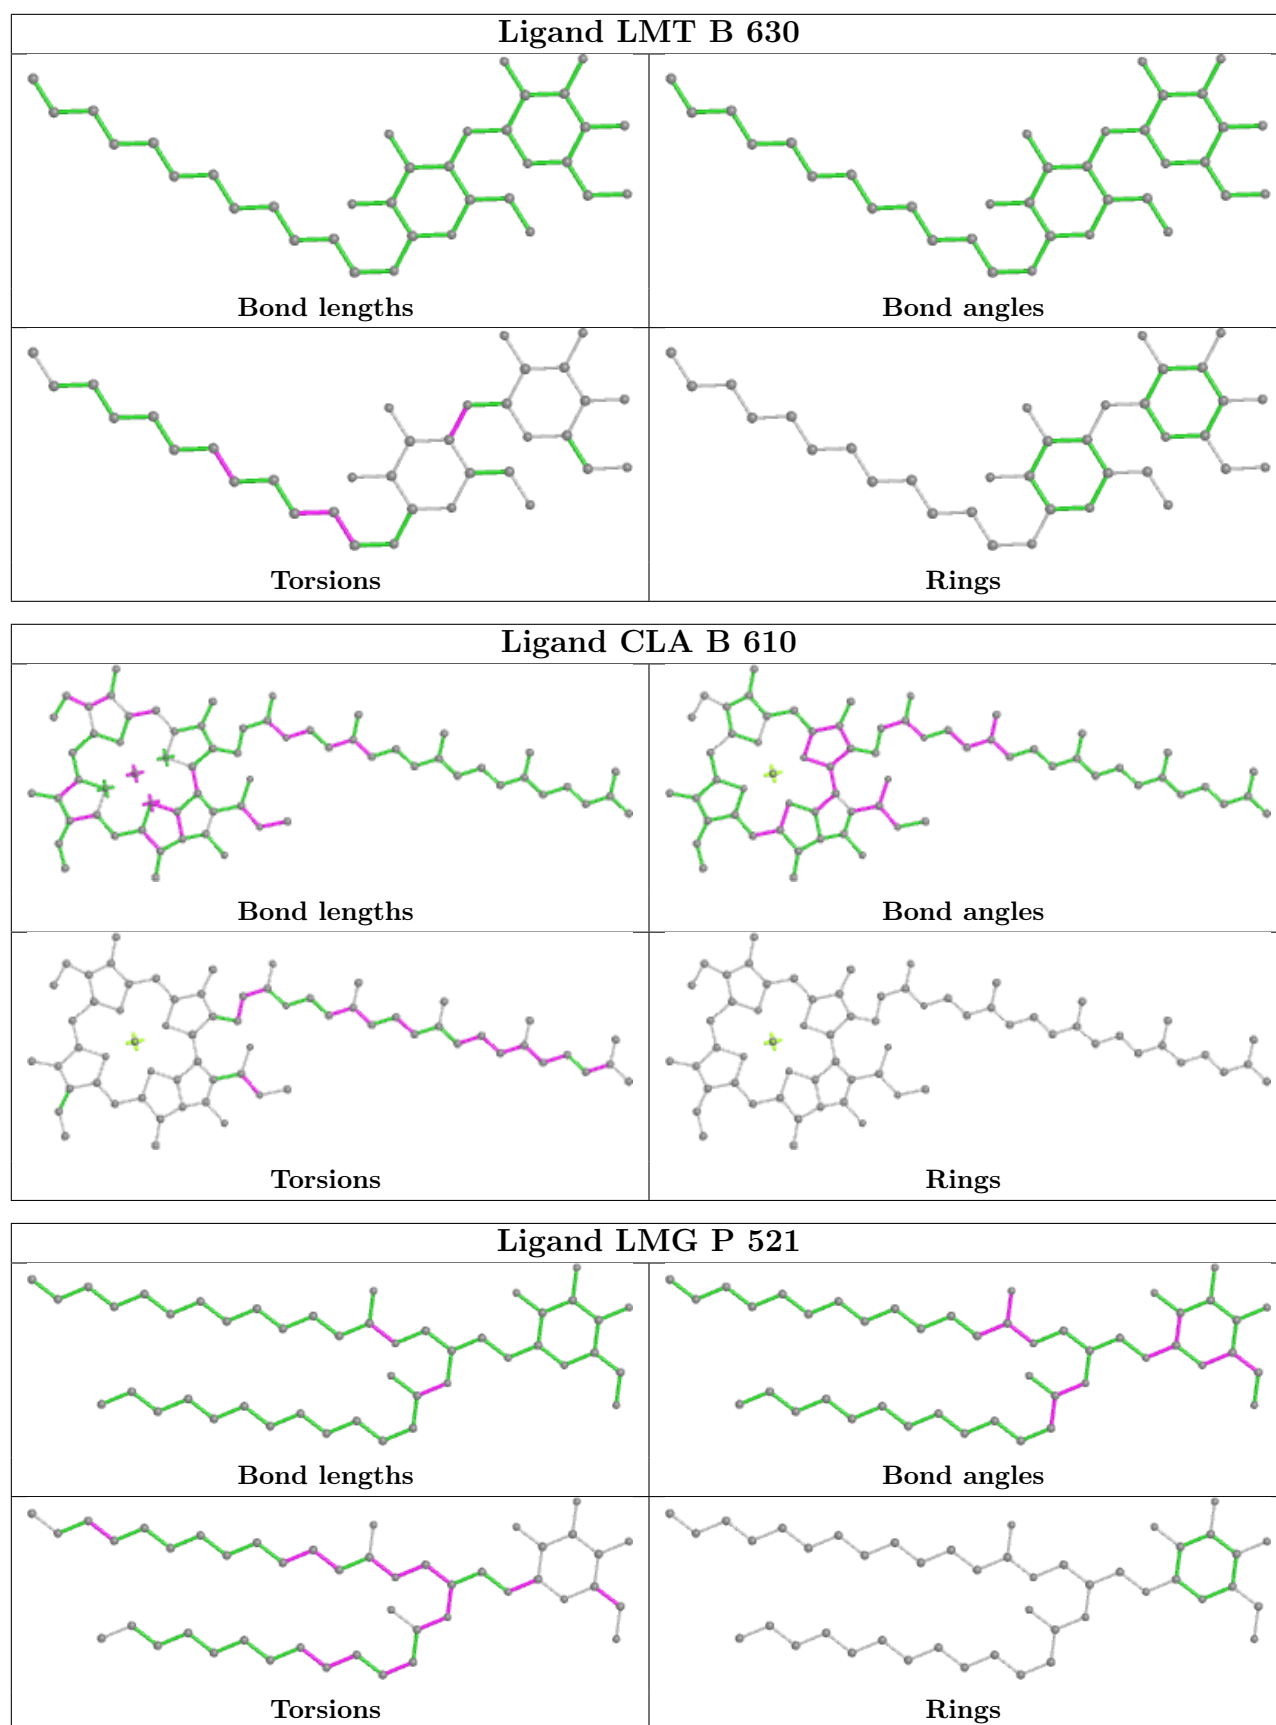 Ligand LMT B 630
Bond lengths
Bond angles
Torsions
Rings
Ligand CLA B 610
Bond lengths
Bond angles
Torsions
Rings
Ligand LMG P 521
Bond lengths
Bond angles
Torsions
Rings